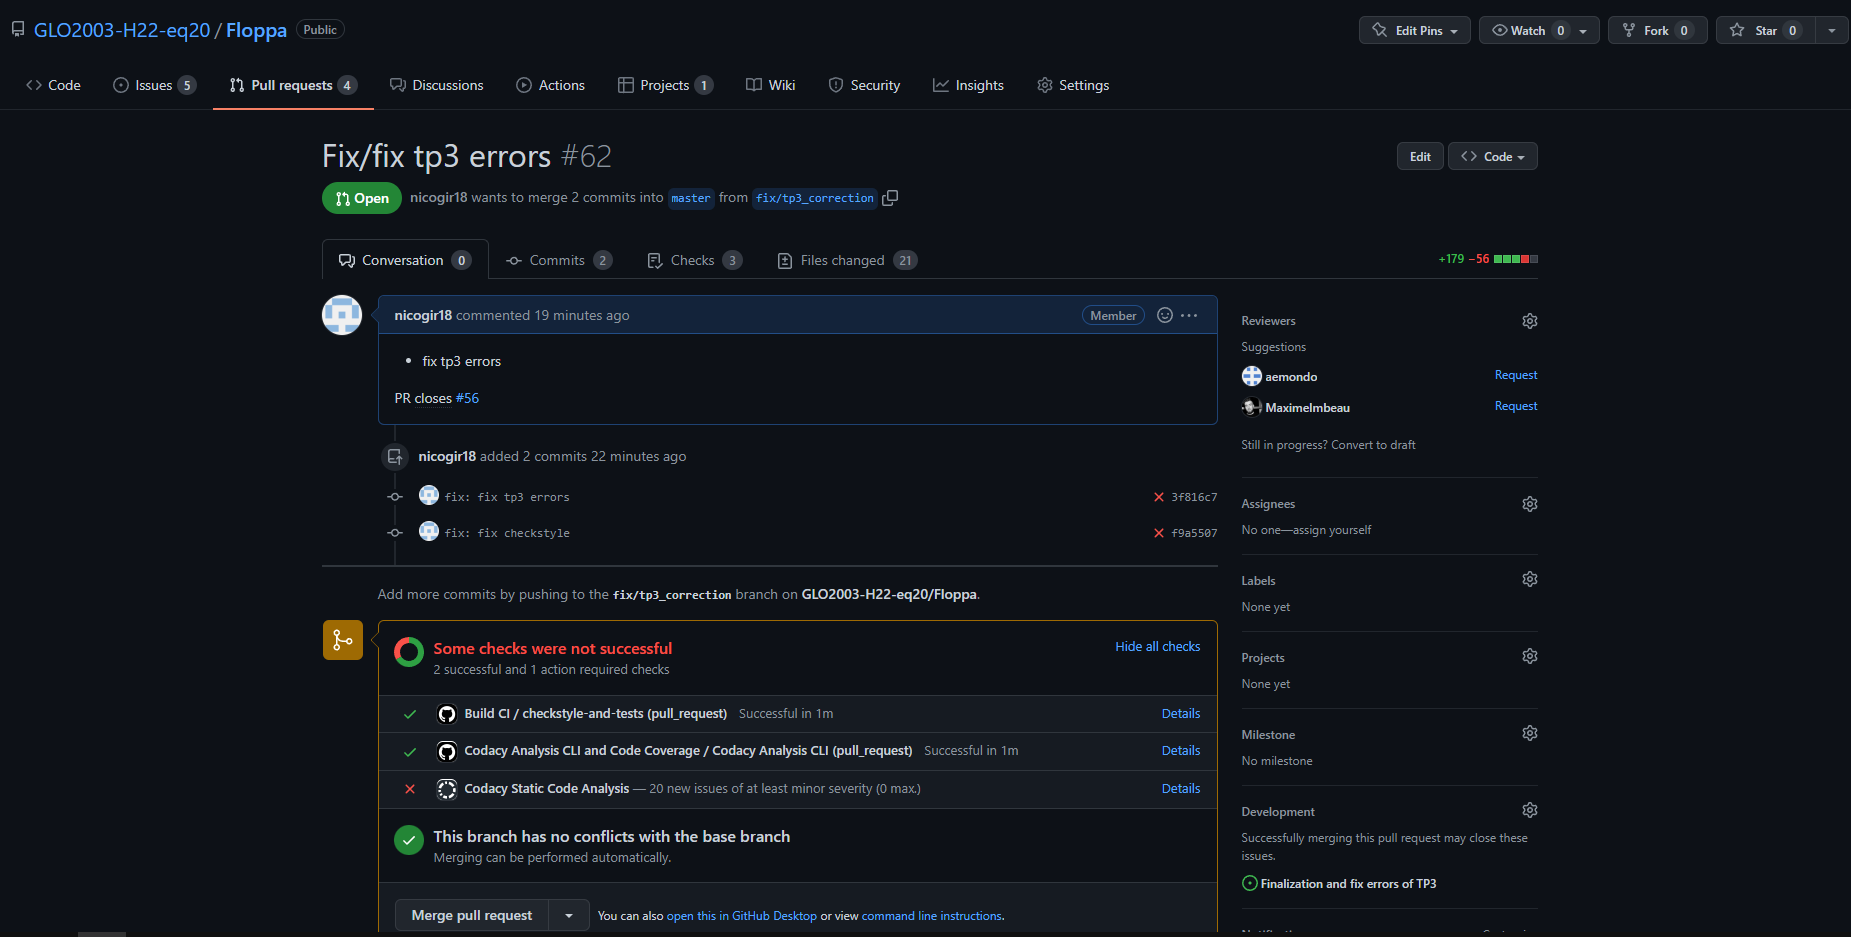 GLO2003-H22-eq20 / Floppa Public
Edit Pins Watch 0 Fork 0 Star 0
Code Issues 5 Pull requests 4 Discussions Actions Projects 1 Wiki Security Insights Settings
Fix/fix tp3 errors #62
Edit Code
Open nicogir18 wants to merge 2 commits into master from fix/tp3_correction
Conversation 0 Commits 2 Checks 3 Files changed 21 +179 −56
nicogir18 commented 19 minutes ago Member
fix tp3 errors
PR closes #56
nicogir18 added 2 commits 22 minutes ago
fix: fix tp3 errors 3f816c7
fix: fix checkstyle f9a5507
Add more commits by pushing to the fix/tp3_correction branch on GLO2003-H22-eq20/Floppa.
Some checks were not successful Hide all checks
2 successful and 1 action required checks
Build CI / checkstyle-and-tests (pull_request) Successful in 1m Details
Codacy Analysis CLI and Code Coverage / Codacy Analysis CLI (pull_request) Successful in 1m Details
Codacy Static Code Analysis — 20 new issues of at least minor severity (0 max.) Details
This branch has no conflicts with the base branch
Merging can be performed automatically.
Merge pull request You can also open this in GitHub Desktop or view command line instructions.
Reviewers
Suggestions
aemondo Request
MaximeImbeau Request
Still in progress? Convert to draft
Assignees
No one—assign yourself
Labels
None yet
Projects
None yet
Milestone
No milestone
Development
Successfully merging this pull request may close these
issues.
Finalization and fix errors of TP3